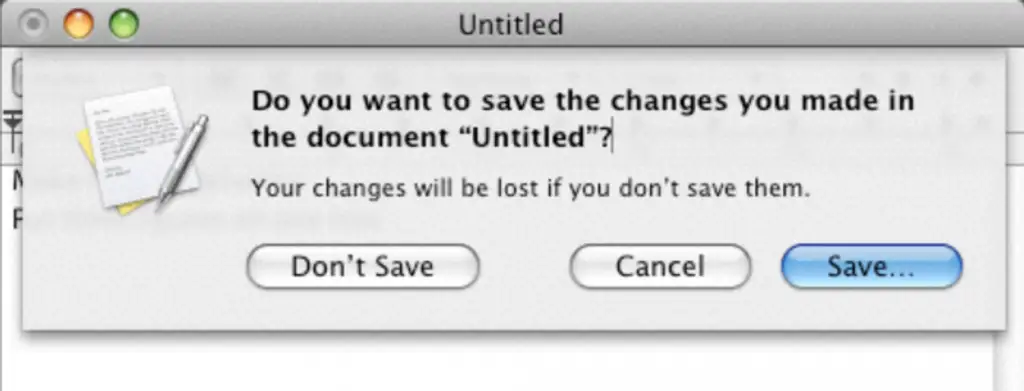 Untitled
Do you want to save the changes you made in
the document “Untitled”?
Your changes will be lost if you don’t save them.
Don’t Save
Cancel
Save...